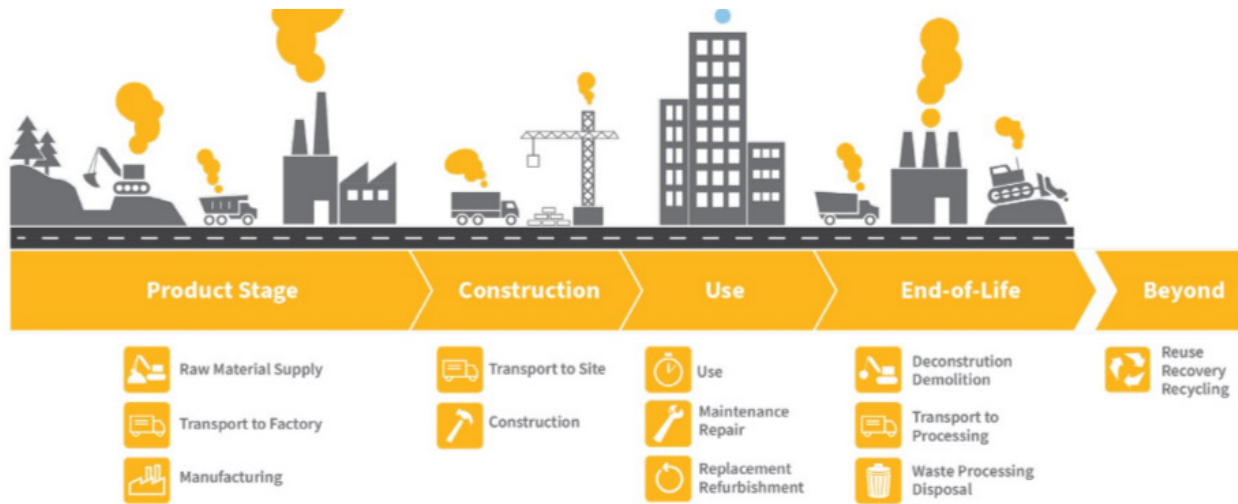 Product Stage
Construction
Use
End-of-Life
Beyond
Raw Material Supply
Transport to Factory
Manufacturing
Transport to Site
Construction
Use
Maintenance
Repair
Replacement
Refurbishment
Deconstrution
Demolition
Transport to
Processing
Waste Processing
Disposal
Reuse
Recovery
Recycling